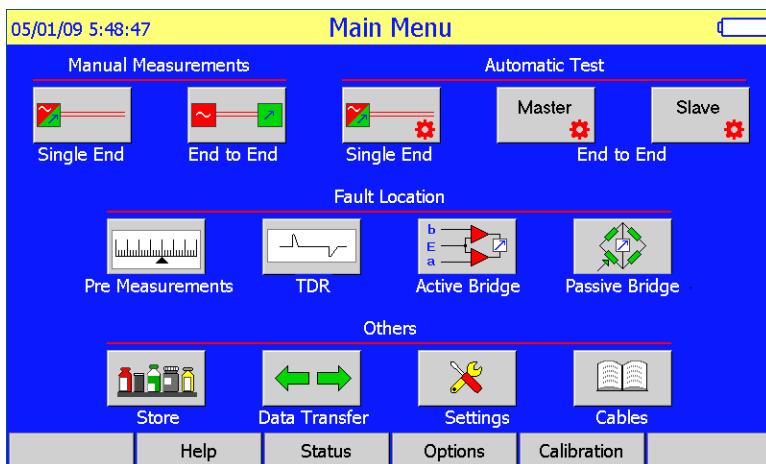 05/01/09 5:48:47 Main Menu
Manual Measurements Automatic Test
Master Slave
Single End End to End Single End End to End
Fault Location
b
E
a
Pre Measurements TDR Active Bridge Passive Bridge
Others
Store Data Transfer Settings Cables
Help Status Options Calibration